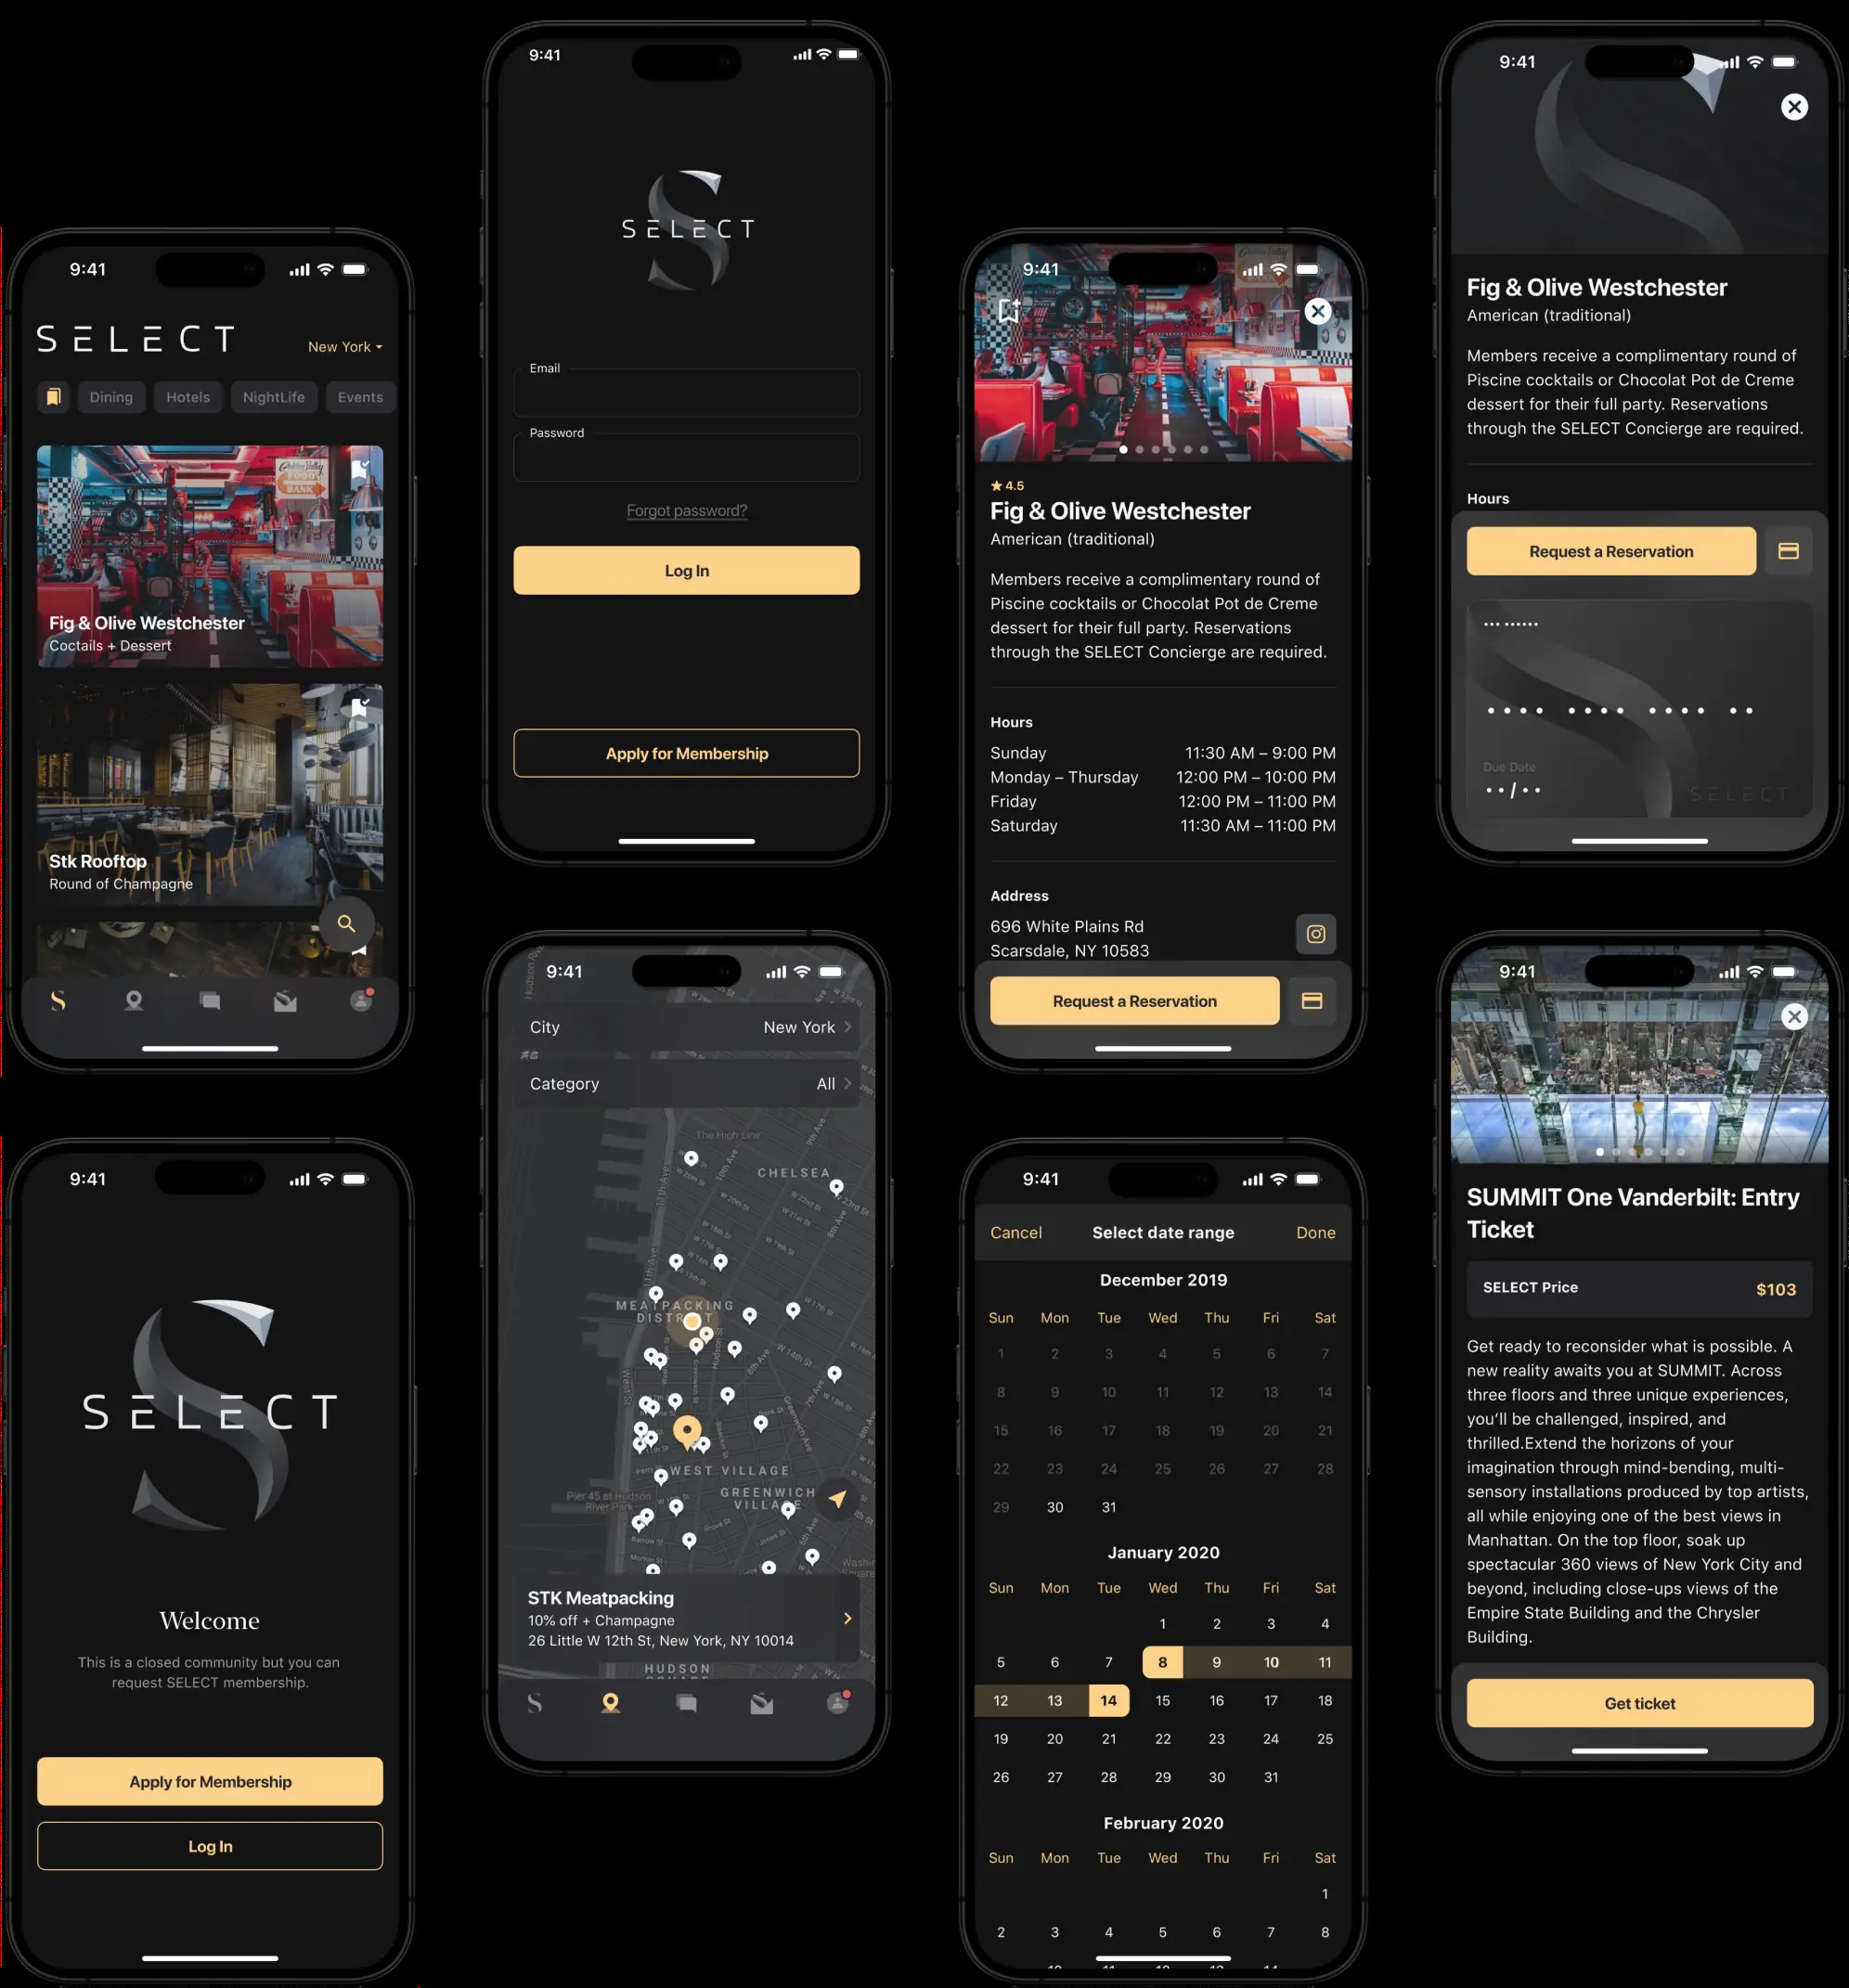 9:41
SELECT
New York
Dining
Hotels
NightLife
Events
Fig & Olive Westchester
Coctails + Dessert
Stk Rooftop
Round of Champagne
9:41
SELECT
Welcome
This is a closed community but you can
request SELECT membership.
Apply for Membership
Log In
9:41
SELECT
Email
Password
Forgot password?
Log In
Apply for Membership
9:41
City
New York
Category
All
The High Line
CHELSEA
MEATPACKING
DISTRICT
WEST VILLAGE
GREENWICH
VILLAGE
Pier 45 at Hudson
River Park
STK Meatpacking
10% off + Champagne
26 Little W 12th St, New York, NY 10014
HUDSON
9:41
4.5
Fig & Olive Westchester
American (traditional)
Members receive a complimentary round of
Piscine cocktails or Chocolat Pot de Creme
dessert for their full party. Reservations
through the SELECT Concierge are required.
Hours
Sunday 11:30 AM – 9:00 PM
Monday – Thursday 12:00 PM – 10:00 PM
Friday 12:00 PM – 11:00 PM
Saturday 11:30 AM – 11:00 PM
Address
696 White Plains Rd
Scarsdale, NY 10583
Request a Reservation
9:41
Cancel
Select date range
Done
December 2019
Sun Mon Tue Wed Thu Fri Sat
1 2 3 4 5 6 7
8 9 10 11 12 13 14
15 16 17 18 19 20 21
22 23 24 25 26 27 28
29 30 31
January 2020
Sun Mon Tue Wed Thu Fri Sat
1 2 3 4
5 6 7 8 9 10 11
12 13 14 15 16 17 18
19 20 21 22 23 24 25
26 27 28 29 30 31
February 2020
Sun Mon Tue Wed Thu Fri Sat
1
2 3 4 5 6 7 8
9:41
Fig & Olive Westchester
American (traditional)
Members receive a complimentary round of
Piscine cocktails or Chocolat Pot de Creme
dessert for their full party. Reservations
through the SELECT Concierge are required.
Hours
Request a Reservation
Due Date
SELECT
9:41
SUMMIT One Vanderbilt: Entry
Ticket
SELECT Price
$103
Get ready to reconsider what is possible. A
new reality awaits you at SUMMIT. Across
three floors and three unique experiences,
you'll be challenged, inspired, and
thrilled.Extend the horizons of your
imagination through mind-bending, multi-
sensory installations produced by top artists,
all while enjoying one of the best views in
Manhattan. On the top floor, soak up
spectacular 360 views of New York City and
beyond, including close-ups views of the
Empire State Building and the Chrysler
Building.
Get ticket